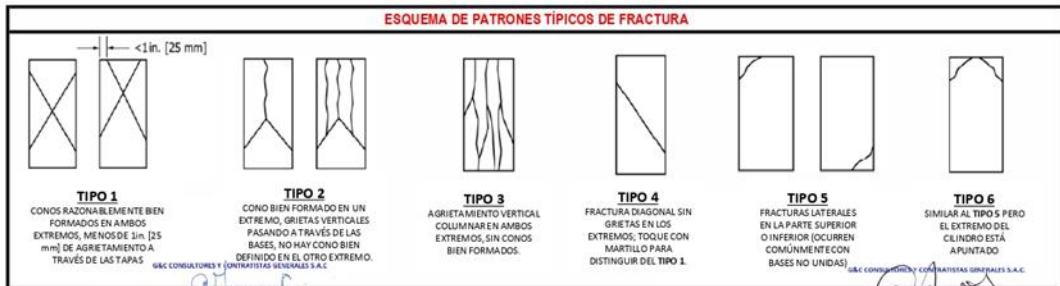 ESQUEMA DE PATRONES TÍPICOS DE FRACTURA
<1in. [25 mm]
TIPO 1
CONOS RAZONABLEMENTE BIEN
FORMADOS EN AMBOS
EXTREMOS, MENOS DE 1in. [25
mm] DE AGRIETAMIENTO A
TRAVÉS DE LAS TAPAS
TIPO 2
CONO BIEN FORMADO EN UN
EXTREMO, GRIETAS VERTICALES
PASANDO A TRAVÉS DE LAS
BASES, NO HAY CONO BIEN
DEFINIDO EN EL OTRO EXTREMO.
TIPO 3
AGRIETAMIENTO VERTICAL
COLUMNAR EN AMBOS
EXTREMOS, SIN CONOS
BIEN FORMADOS.
TIPO 4
FRACTURA DIAGONAL SIN
GRIETAS EN LOS
EXTREMOS; TOQUE CON
MARTILLO PARA
DISTINGUIR DEL TIPO 1.
TIPO 5
FRACTURAS LATERALES
EN LA PARTE SUPERIOR
O INFERIOR (OCURREN
COMÚNMENTE CON
BASES NO UNIDAS)
TIPO 6
SIMILAR AL TIPO 5 PERO
EL EXTREMO DEL
CILINDRO ESTÁ
APUNTADO
G&C CONSULTORES Y CONTRATISTAS GENERALES S.A.C
G&C CONSULTORES Y CONTRATISTAS GENERALES S.A.C.